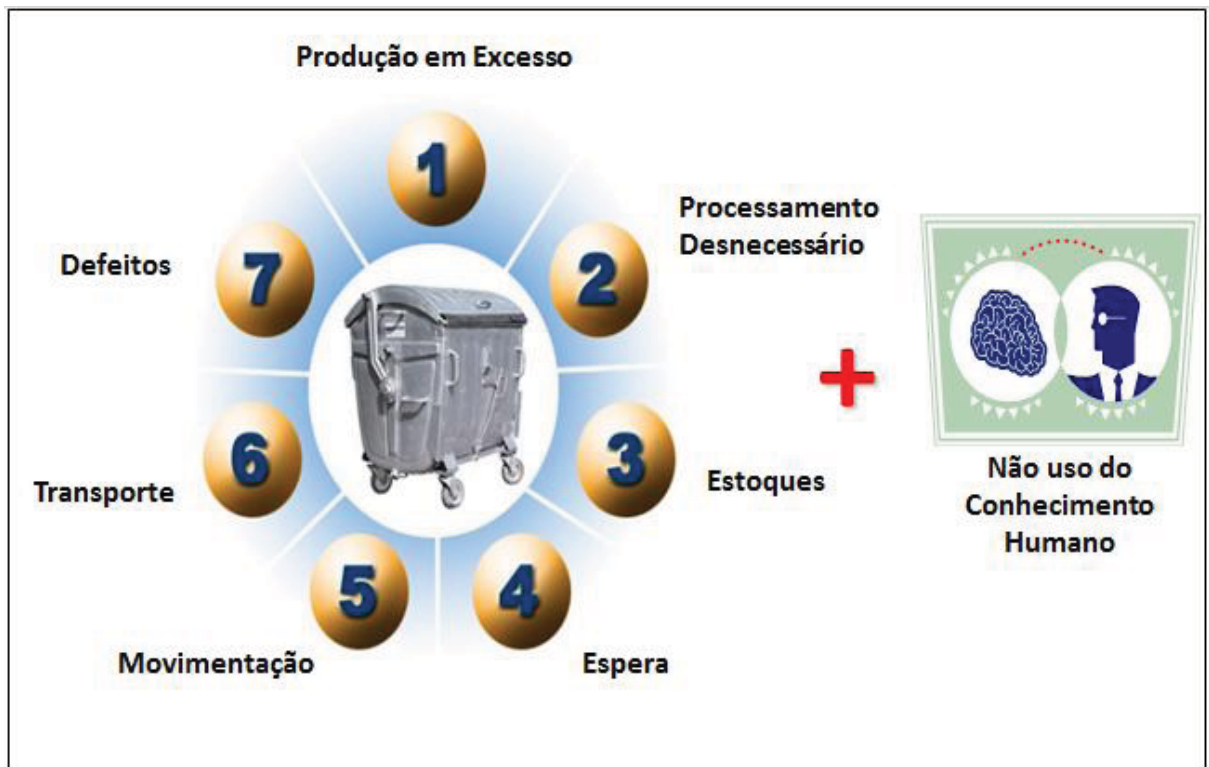 Produção em Excesso
1
Processamento
Desnecessário
2
Defeitos
7
Estoques
3
Transporte
6
Espera
4
Movimentação
5
+
Não uso do
Conhecimento
Humano